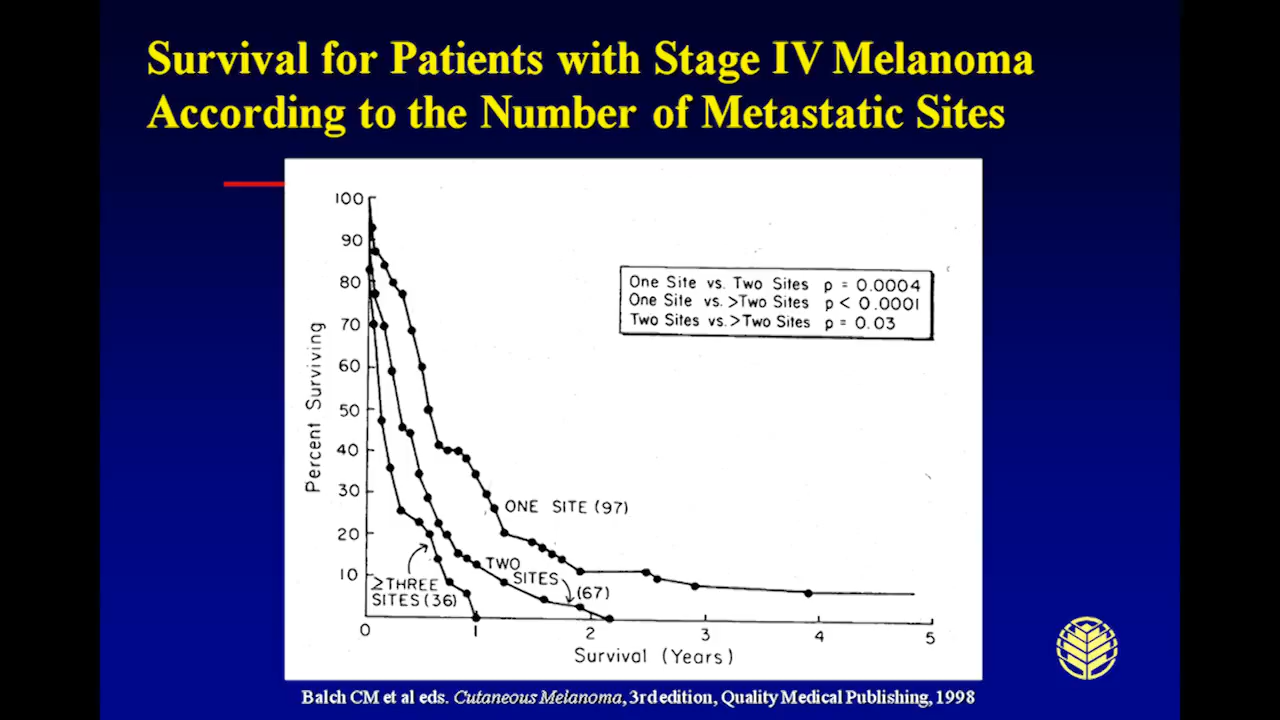 Survival for Patients with Stage IV Melanoma
According to the Number of Metastatic Sites
100
90
80
70
60
50
40
30
20
10
Percent Surviving
One Site vs. Two Sites p = 0.0004
One Site vs. >Two Sites p < 0.0001
Two Sites vs. >Two Sites p = 0.03
ONE SITE (97)
TWO
SITES
(67)
≥THREE
SITES (36)
0 1 2 3 4 5
Survival (Years)
Balch CM et al eds. Cutaneous Melanoma, 3rd edition, Quality Medical Publishing, 1998